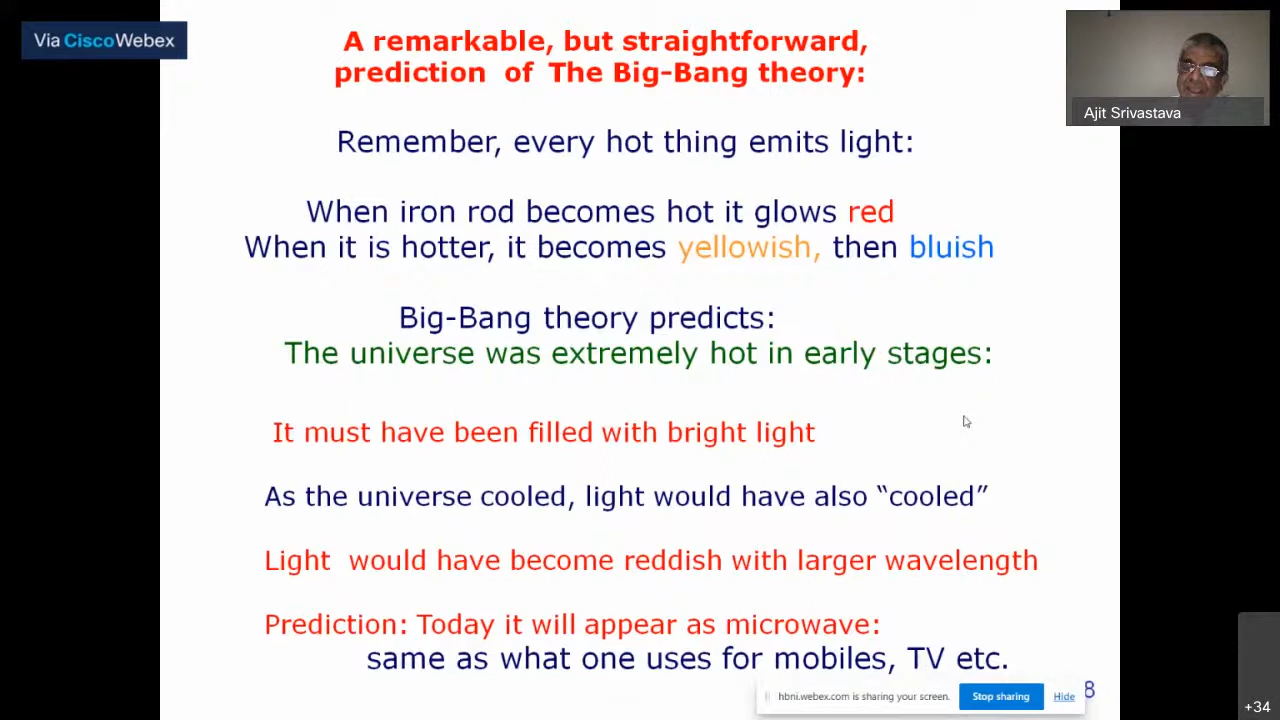 Via CiscoWebex
A remarkable, but straightforward,
prediction of The Big-Bang theory:
Ajit Srivastava
Remember, every hot thing emits light:
When iron rod becomes hot it glows red
When it is hotter, it becomes yellowish, then bluish
Big-Bang theory predicts:
The universe was extremely hot in early stages:
It must have been filled with bright light
As the universe cooled, light would have also “cooled”
Light would have become reddish with larger wavelength
Prediction: Today it will appear as microwave:
same as what one uses for mobiles, TV etc.
hbni.webex.com is sharing your screen. Stop sharing Hide
8
+34